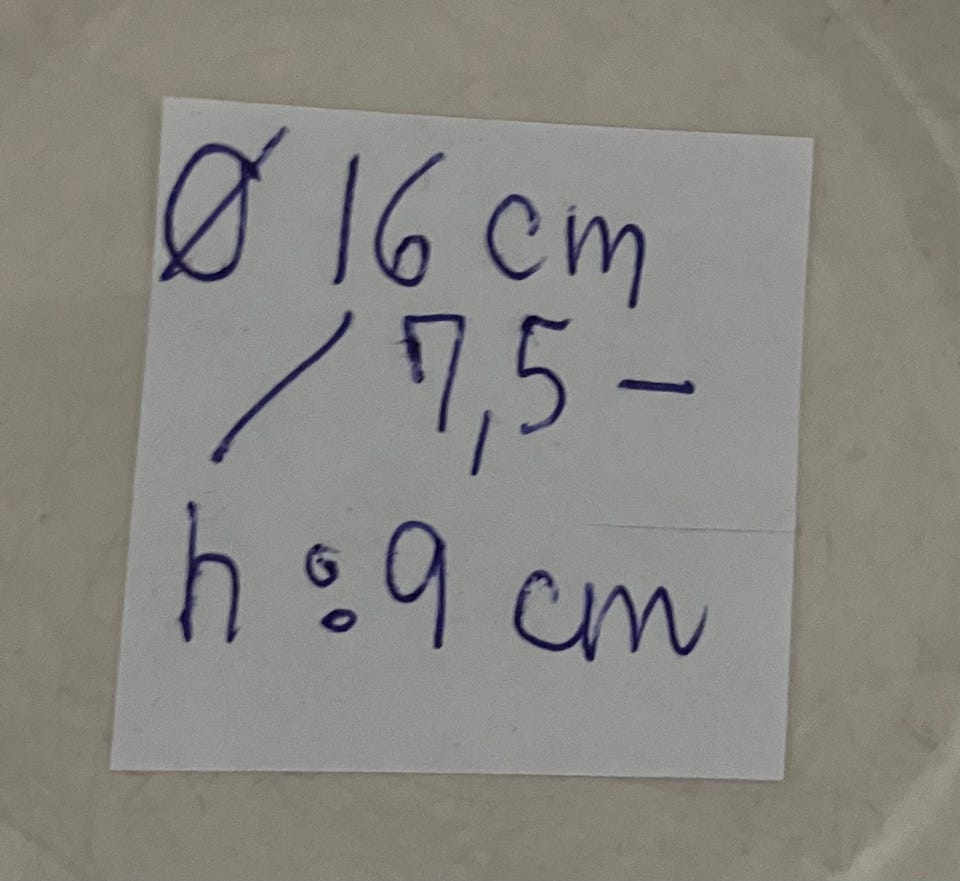 Ø 16 cm
/ 7,5 –
h : 9 cm